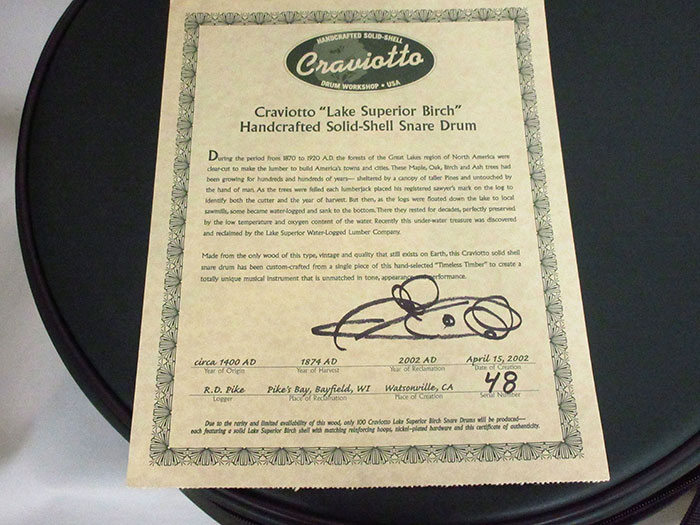 HANDCRAFTED SOLID-SHELL
Craviotto
DRUM WORKSHOP • USA
Craviotto "Lake Superior Birch"
Handcrafted Solid-Shell Snare Drum
During the period from 1870 to 1920 A.D. the forests of the Great Lakes region of North America were
clear-cut to make the lumber to build America's towns and cities. These Maple, Oak, Birch and Ash trees had
been growing for hundreds and hundreds of years— sheltered by a canopy of taller Pines and untouched by
the hand of man. As the trees were felled each lumberjack placed his registered sawyer's mark on the log to
identify both the cutter and the year of harvest. But then, as the logs were floated down the lake to local
sawmills, some became water-logged and sank to the bottom. There they rested for decades, perfectly preserved
by the low temperature and oxygen content of the water. Recently this under-water treasure was discovered
and reclaimed by the Lake Superior Water-Logged Lumber Company.
Made from the only wood of this type, vintage and quality that still exists on Earth, this Craviotto solid shell
snare drum has been custom-crafted from a single piece of this hand-selected "Timeless Timber" to create a
totally unique musical instrument that is unmatched in tone, appearance and performance.
circa 1400 AD 1874 AD 2002 AD April 15, 2002
Year of Origin Year of Harvest Year of Reclamation Date of Creation
R.D. Pike Pike's Bay, Bayfield, WI Watsonville, CA 48
Logger Place of Reclamation Place of Creation Serial Number
Due to the rarity and limited availability of this wood, only 100 Craviotto Lake Superior Birch Snare Drums will be produced—
each featuring a solid Lake Superior Birch shell with matching reinforcing hoops, nickel-plated hardware and this certificate of authenticity.